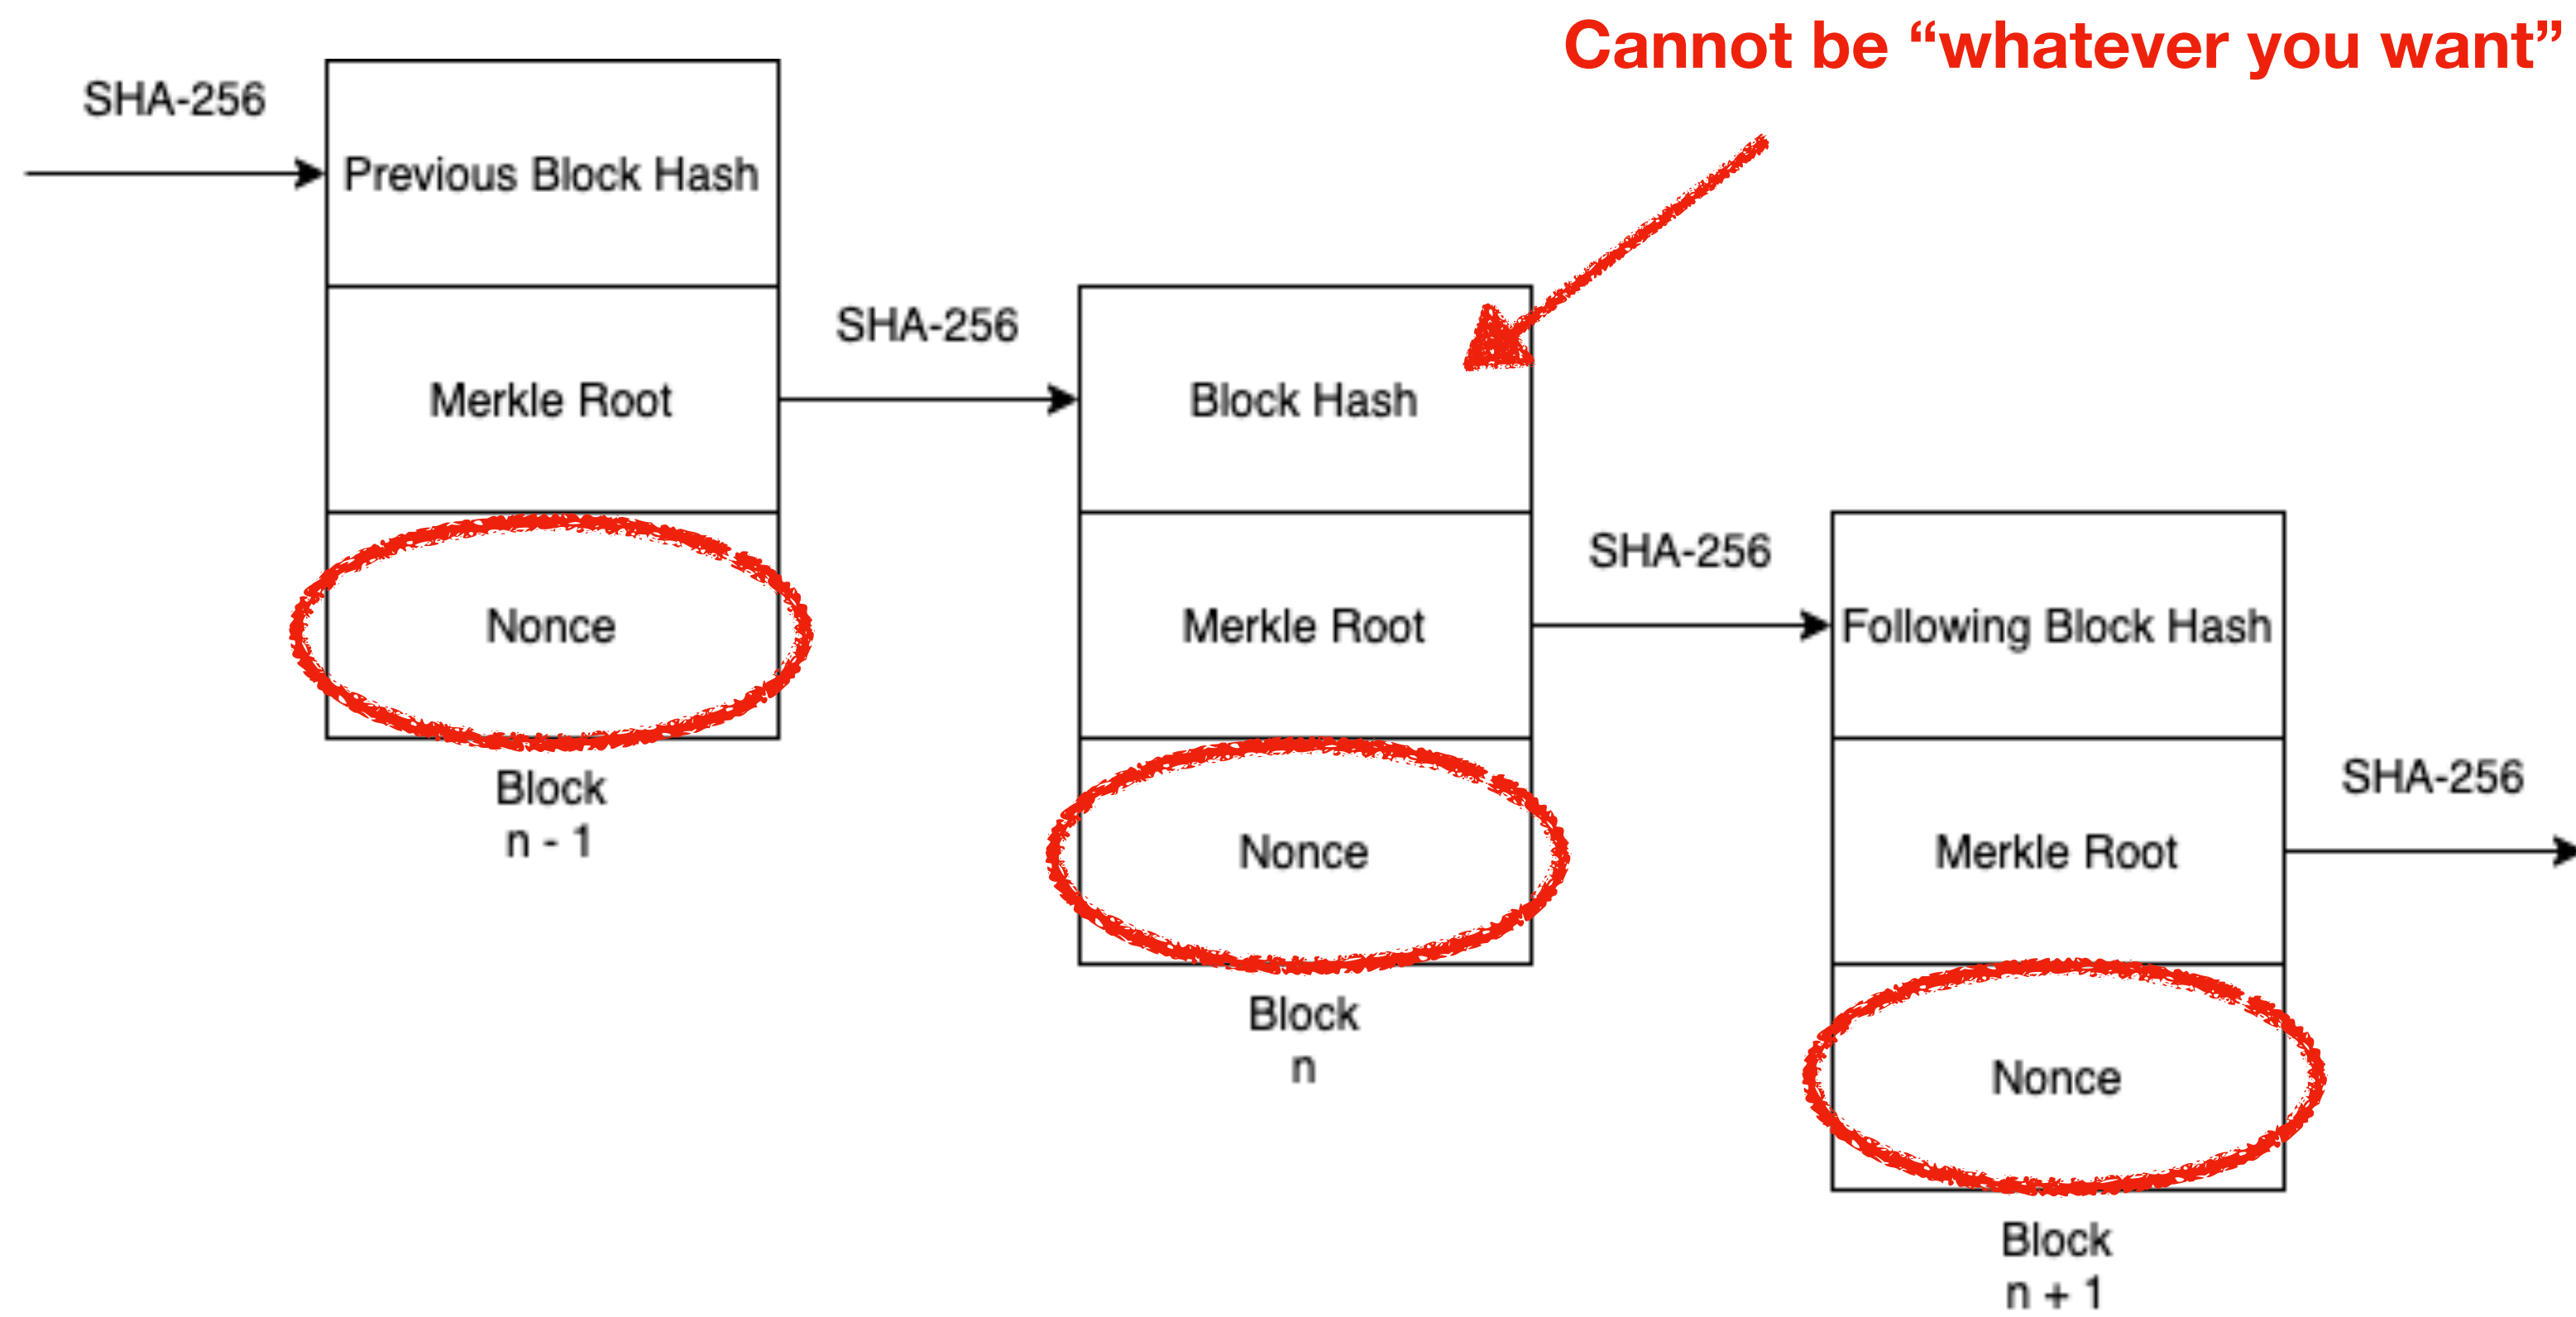 Cannot be “whatever you want”
SHA-256
Previous Block Hash
Merkle Root
Nonce
Block
n - 1
SHA-256
Block Hash
Merkle Root
Nonce
Block
n
SHA-256
Following Block Hash
Merkle Root
Nonce
Block
n + 1
SHA-256